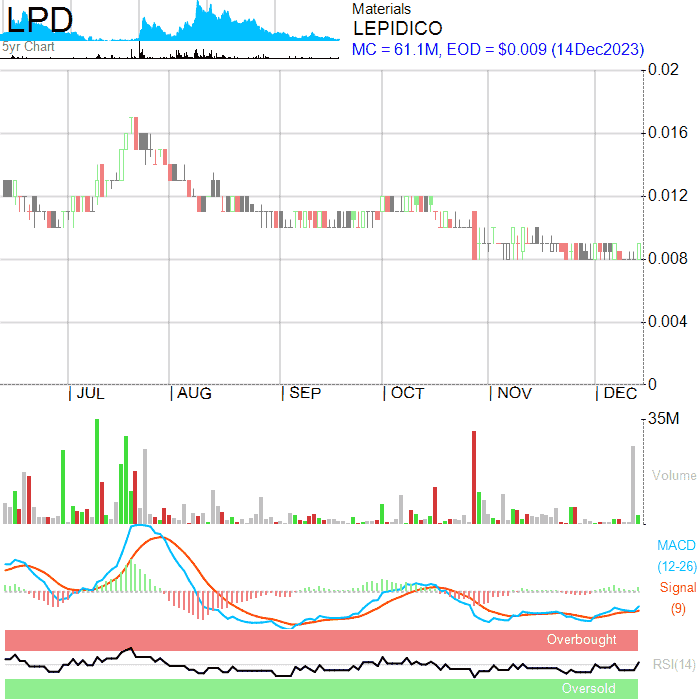 LPD
5yr Chart
Materials
LEPIDICO
MC = 61.1M, EOD = $0.009 (14Dec2023)
0.02
0.016
0.012
0.008
0.004
0
JUL AUG SEP OCT NOV DEC
35M
Volume
MACD
(12-26)
Signal
(9)
Overbought
RSI(14)
Oversold